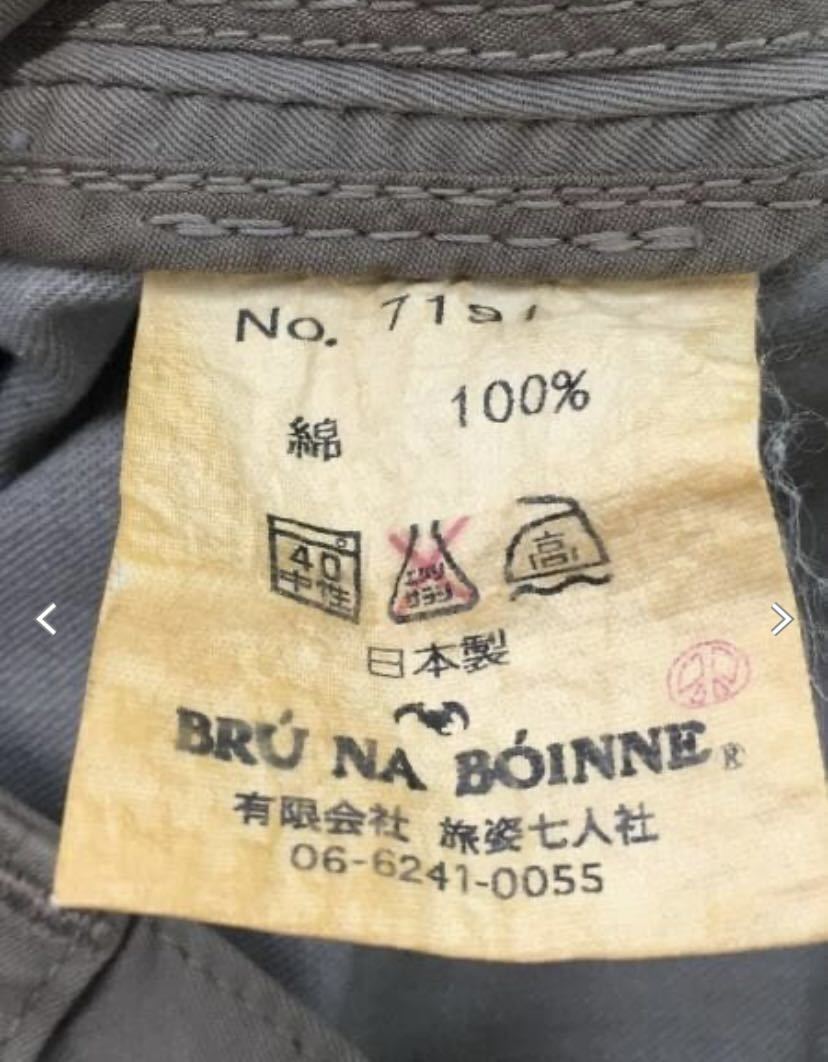 No.
綿 100%
40 中性
エンソ サラシ
高
日本製
BRÚ NA BÓINNE®
有限会社 旅姿七人社
06-6241-0055